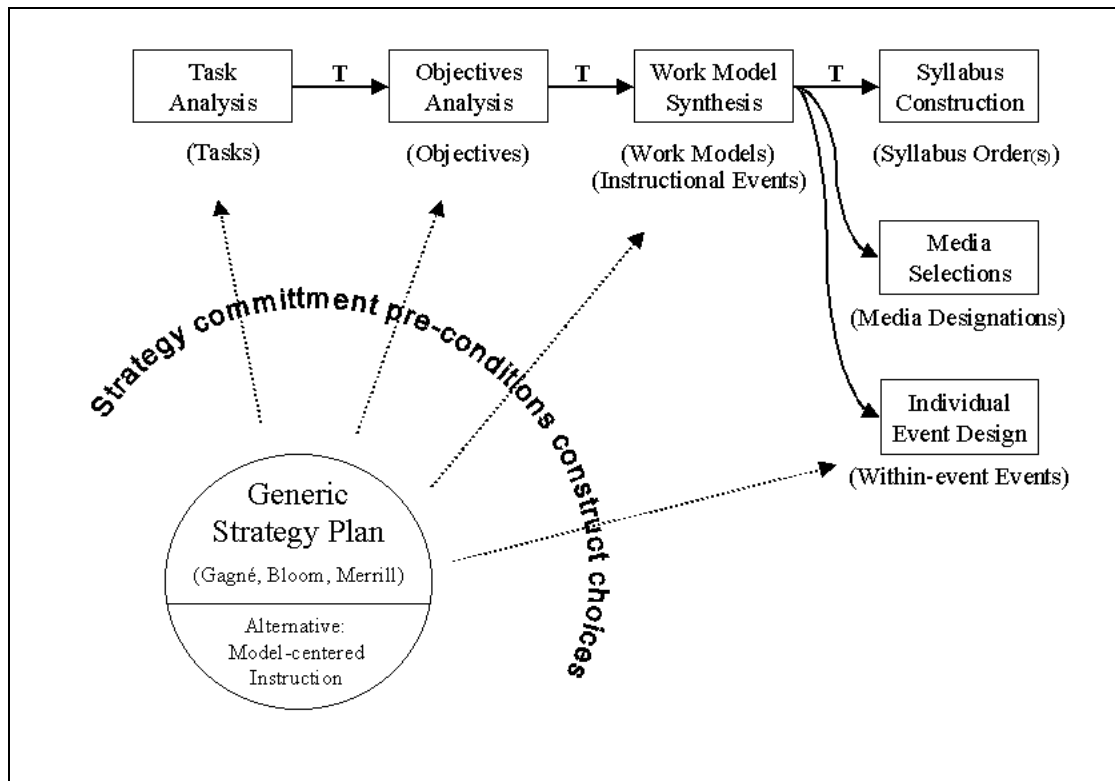 Task
Analysis
T
Objectives
Analysis
T
Work Model
Synthesis
T
Syllabus
Construction
(Tasks)
(Objectives)
(Work Models)
(Instructional Events)
(Syllabus Order(s))
Media
Selections
(Media Designations)
Individual
Event Design
(Within-event Events)
Strategy committment pre-conditions construct choices
Generic
Strategy Plan
(Gagné, Bloom, Merrill)
Alternative:
Model-centered
Instruction